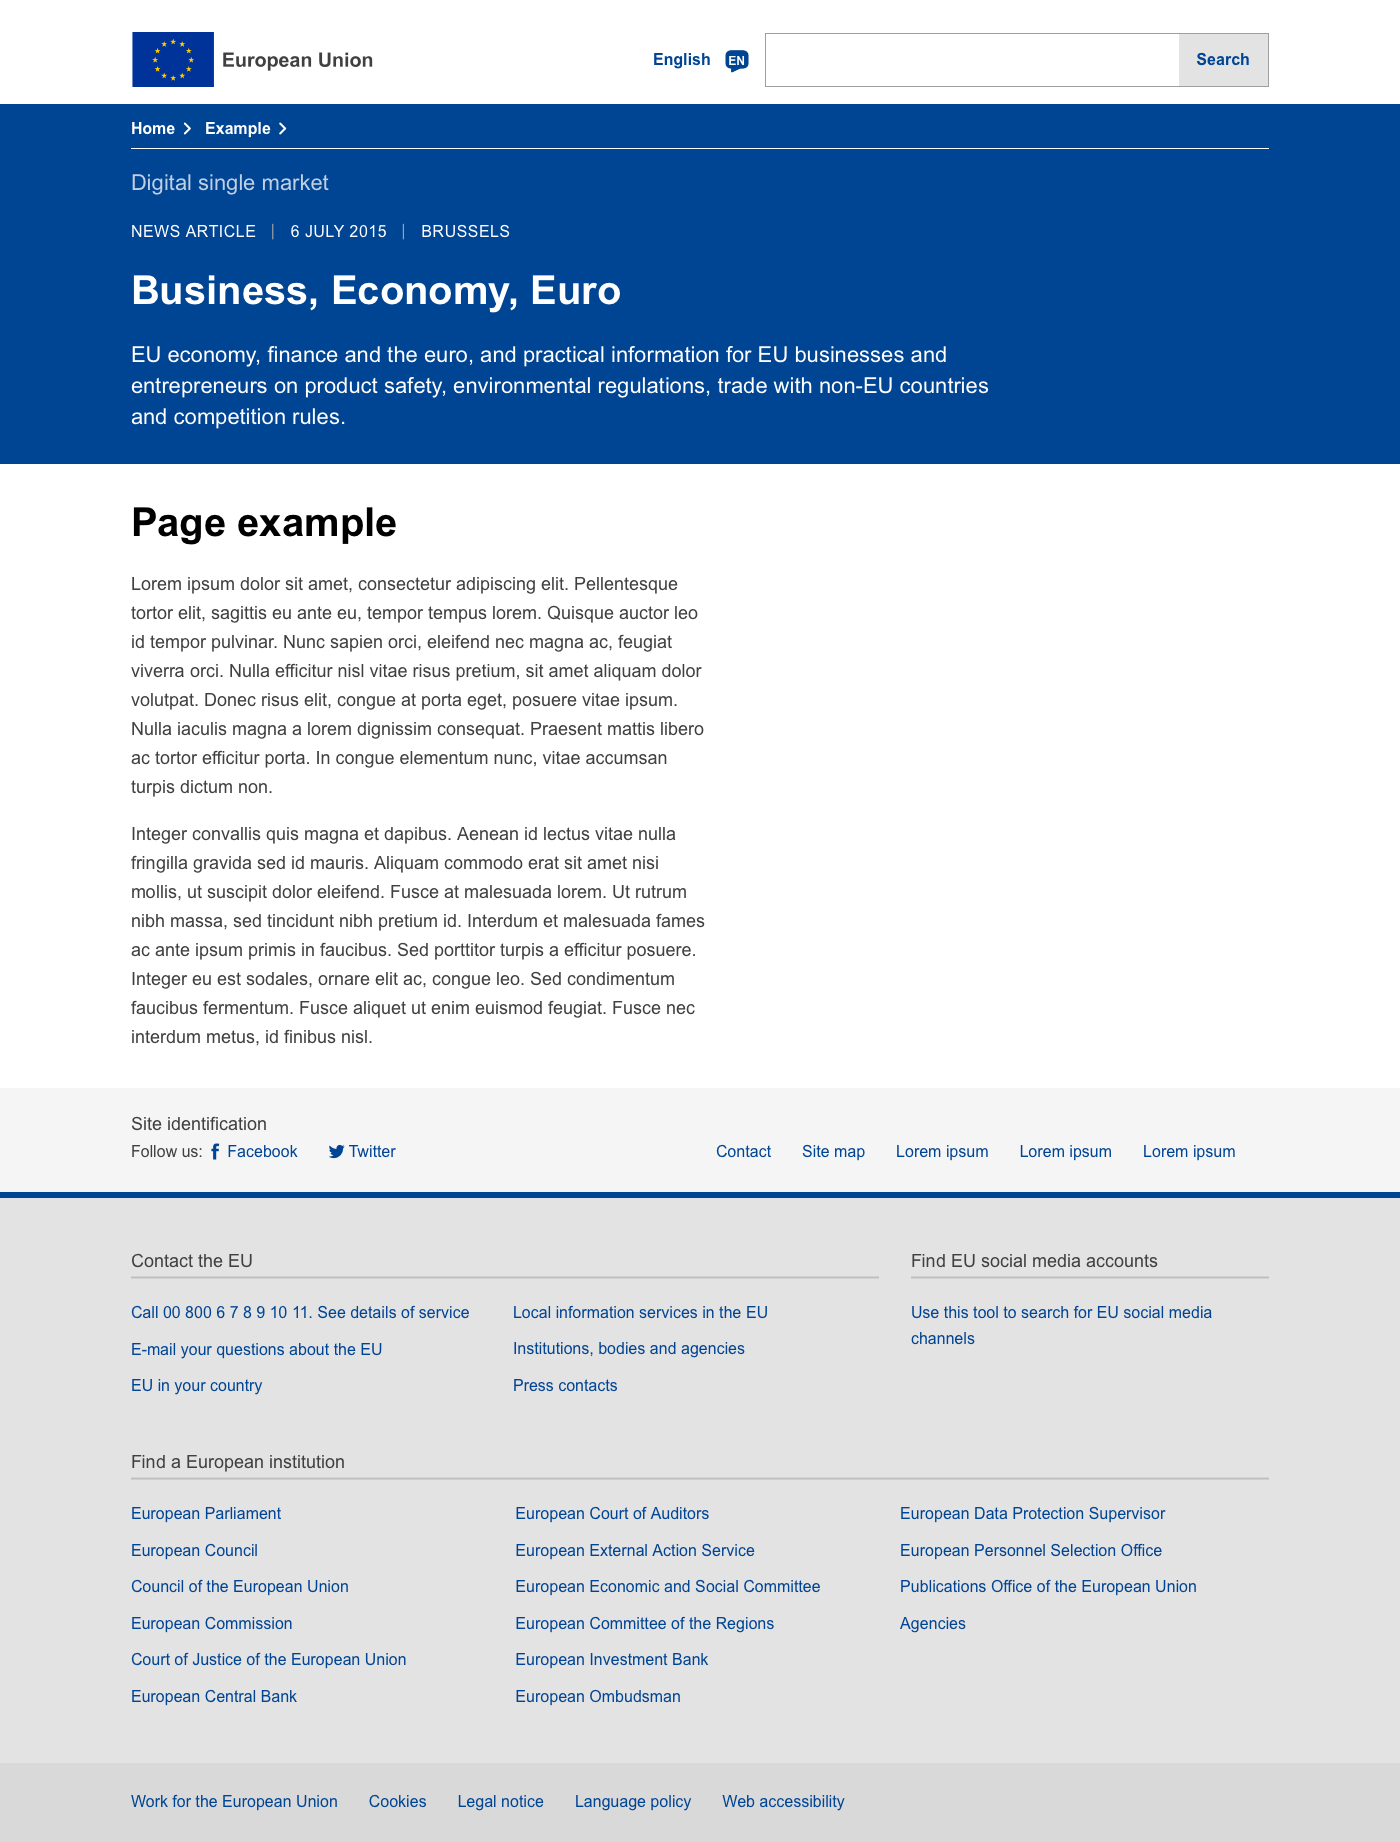 European Union
English EN Search
Home Example
Digital single market
NEWS ARTICLE | 6 JULY 2015 | BRUSSELS
Business, Economy, Euro
EU economy, finance and the euro, and practical information for EU businesses and
entrepreneurs on product safety, environmental regulations, trade with non-EU countries
and competition rules.
Page example
Lorem ipsum dolor sit amet, consectetur adipiscing elit. Pellentesque
tortor elit, sagittis eu ante eu, tempor tempus lorem. Quisque auctor leo
id tempor pulvinar. Nunc sapien orci, eleifend nec magna ac, feugiat
viverra orci. Nulla efficitur nisl vitae risus pretium, sit amet aliquam dolor
volutpat. Donec risus elit, congue at porta eget, posuere vitae ipsum.
Nulla iaculis magna a lorem dignissim consequat. Praesent mattis libero
ac tortor efficitur porta. In congue elementum nunc, vitae accumsan
turpis dictum non.
Integer convallis quis magna et dapibus. Aenean id lectus vitae nulla
fringilla gravida sed id mauris. Aliquam commodo erat sit amet nisi
mollis, ut suscipit dolor eleifend. Fusce at malesuada lorem. Ut rutrum
nibh massa, sed tincidunt nibh pretium id. Interdum et malesuada fames
ac ante ipsum primis in faucibus. Sed porttitor turpis a efficitur posuere.
Integer eu est sodales, ornare elit ac, congue leo. Sed condimentum
faucibus fermentum. Fusce aliquet ut enim euismod feugiat. Fusce nec
interdum metus, id finibus nisl.
Site identification
Follow us: Facebook Twitter Contact Site map Lorem ipsum Lorem ipsum Lorem ipsum
Contact the EU
Call 00 800 6 7 8 9 10 11. See details of service
E-mail your questions about the EU
EU in your country
Local information services in the EU
Institutions, bodies and agencies
Press contacts
Find EU social media accounts
Use this tool to search for EU social media
channels
Find a European institution
European Parliament
European Council
Council of the European Union
European Commission
Court of Justice of the European Union
European Central Bank
European Court of Auditors
European External Action Service
European Economic and Social Committee
European Committee of the Regions
European Investment Bank
European Ombudsman
European Data Protection Supervisor
European Personnel Selection Office
Publications Office of the European Union
Agencies
Work for the European Union Cookies Legal notice Language policy Web accessibility